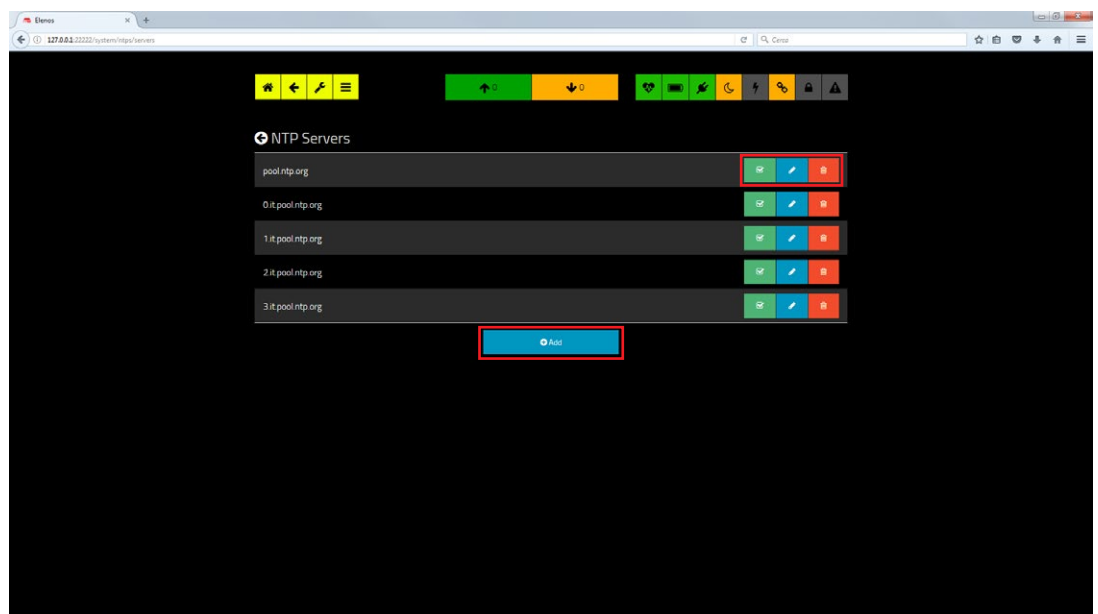 Elenos
127.0.0.1:22222/system/ntps/servers
Cerca
0
0
NTP Servers
pool.ntp.org
0.it.pool.ntp.org
1.it.pool.ntp.org
2.it.pool.ntp.org
3.it.pool.ntp.org
Add